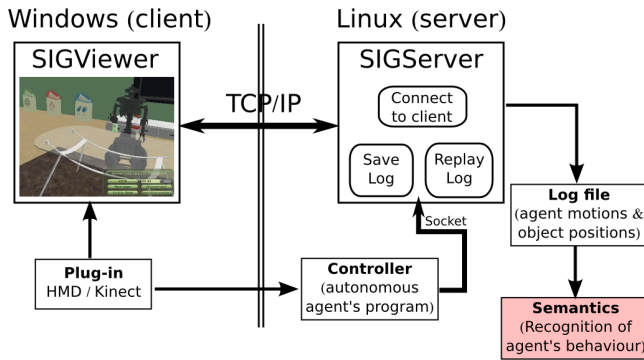 Windows (client)
Linux (server)
SIGViewer
SIGServer
TCP/IP
Connect
to client
Save
Log
Replay
Log
Socket
Log file
(agent motions &
object positions)
Plug-in
HMD / Kinect
Controller
(autonomous
agent's program)
Semantics
(Recognition of
agent's behaviour)